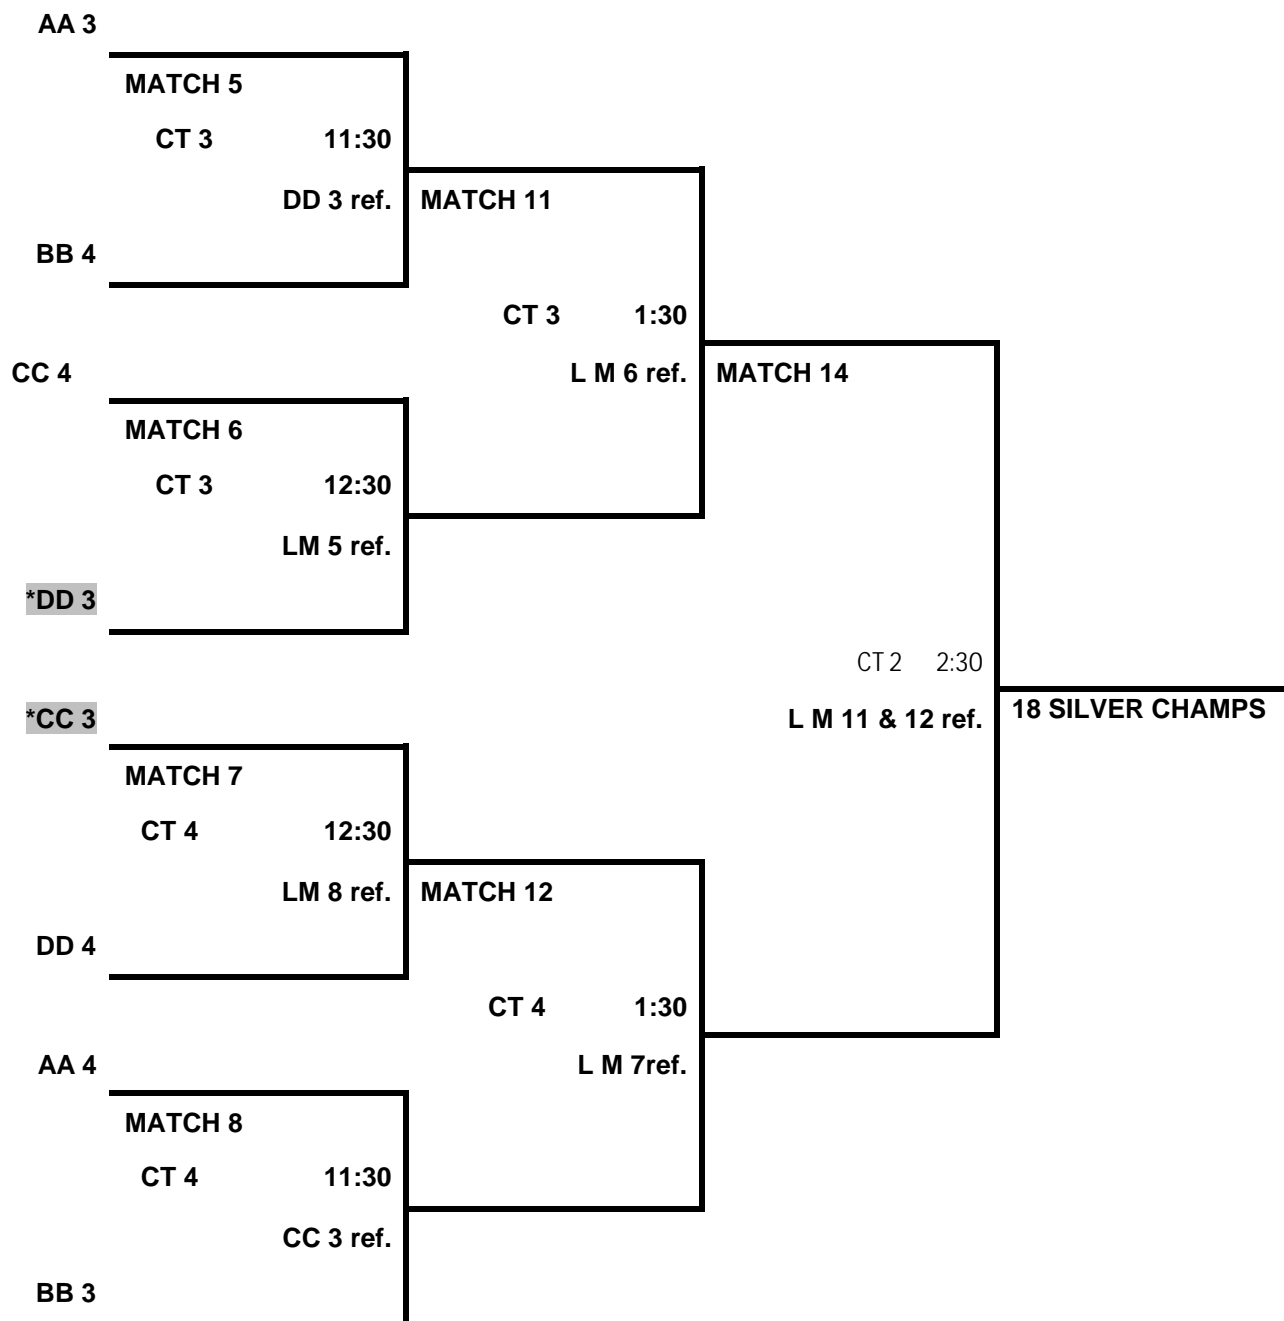 AA 3
MATCH 5
CT 3 11:30
DD 3 ref. MATCH 11
BB 4
CT 3 1:30
CC 4 L M 6 ref. MATCH 14
MATCH 6
CT 3 12:30
LM 5 ref.
*DD 3
CT 2 2:30
*CC 3 L M 11 & 12 ref. 18 SILVER CHAMPS
MATCH 7
CT 4 12:30
LM 8 ref. MATCH 12
DD 4
CT 4 1:30
AA 4 L M 7ref.
MATCH 8
CT 4 11:30
CC 3 ref.
BB 3